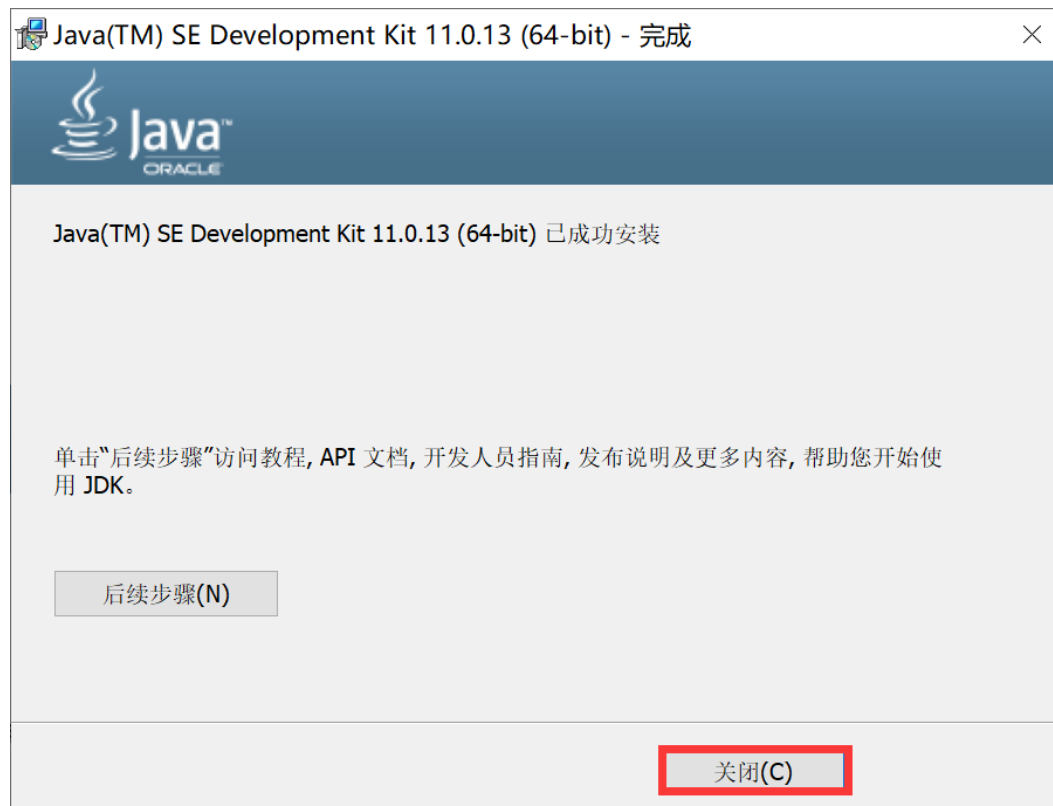 Java(TM) SE Development Kit 11.0.13 (64-bit) - 完成
Java™
ORACLE
Java(TM) SE Development Kit 11.0.13 (64-bit) 已成功安装
单击“后续步骤”访问教程, API 文档, 开发人员指南, 发布说明及更多内容, 帮助您开始使
用 JDK。
后续步骤(N)
关闭(C)